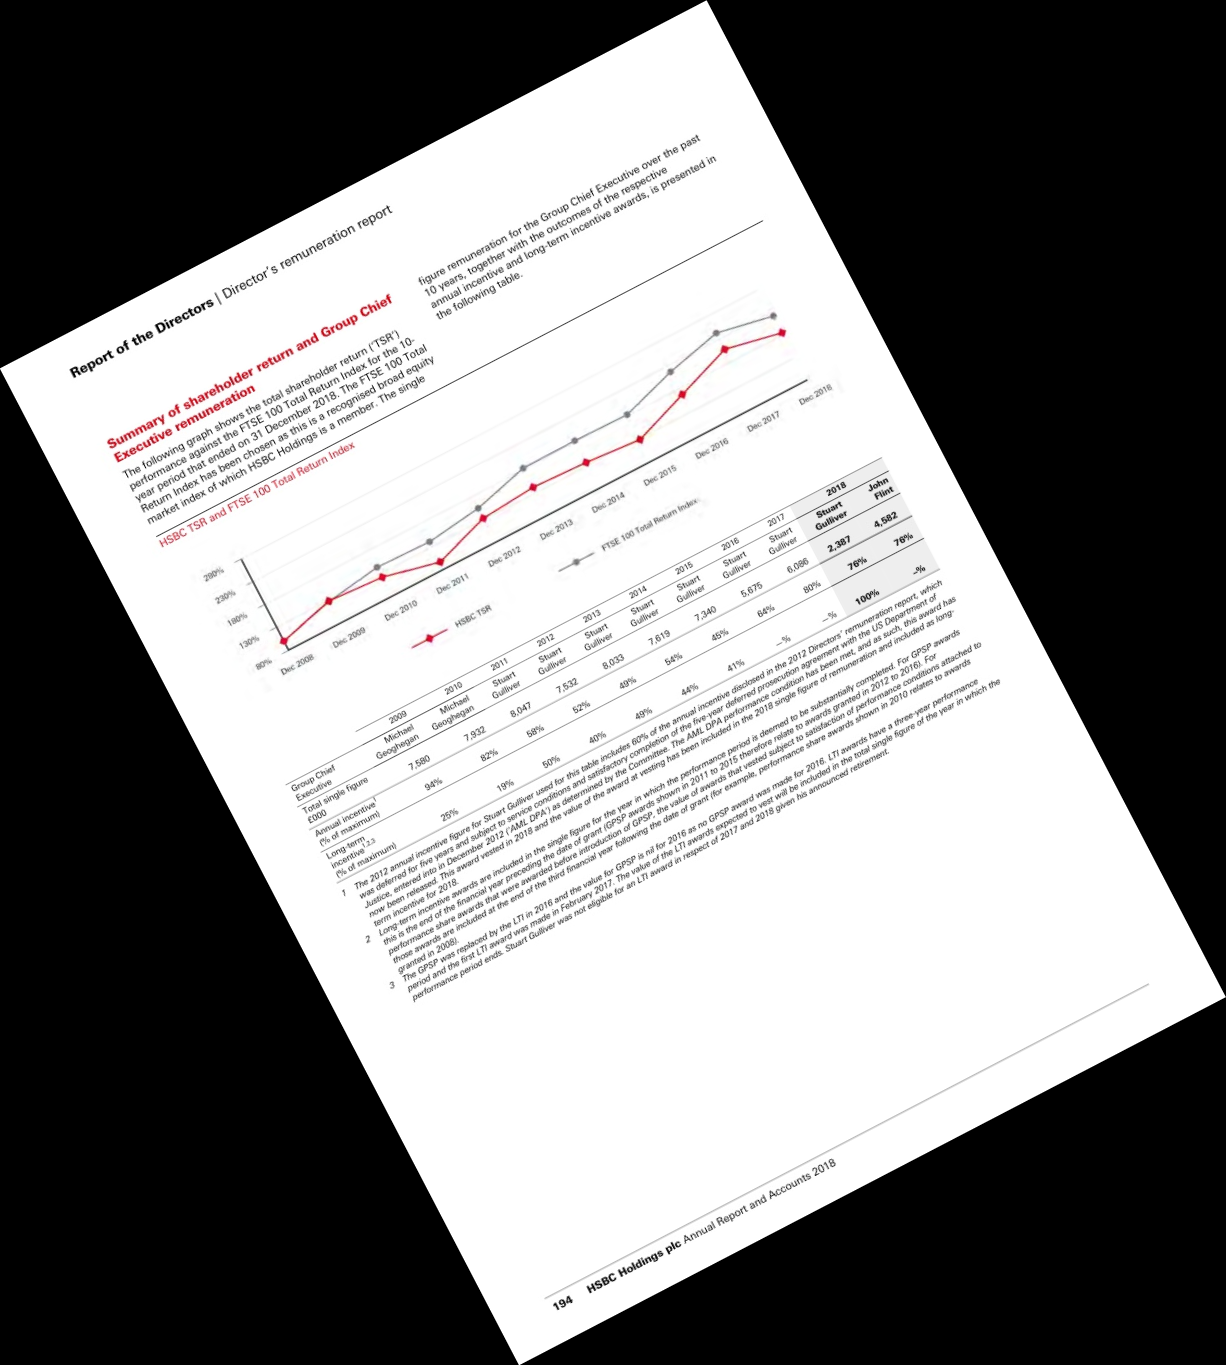 Report of the Directors | Director's remuneration report
Summary of shareholder return and Group Chief
Executive remuneration
The following graph shows the total shareholder return ('TSR')
performance against the FTSE 100 Total Return Index for the 10-
year period that ended on 31 December 2018. The FTSE 100 Total
Return Index has been chosen as this is a recognised broad equity
market index of which HSBC Holdings is a member. The single
figure remuneration for the Group Chief Executive over the past
10 years, together with the outcomes of the respective
annual incentive and long-term incentive awards, is presented in
the following table.
HSBC TSR and FTSE 100 Total Return Index
280%
230%
180%
130%
80%
Dec 2008 Dec 2009 Dec 2010 Dec 2011 Dec 2012 Dec 2013 Dec 2014 Dec 2015 Dec 2016 Dec 2017 Dec 2018
HSBC TSR FTSE 100 Total Return Index
2009 2010 2011 2012 2013 2014 2015 2016 2017 2018
Group Chief Michael Michael Stuart Stuart Stuart Stuart Stuart Stuart Stuart Stuart John
Executive Geoghegan Geoghegan Gulliver Gulliver Gulliver Gulliver Gulliver Gulliver Gulliver Gulliver Flint
Total single figure
£000 7,580 7,932 8,047 7,532 8,033 7,619 7,340 5,675 6,086 2,387 4,582
Annual incentive1
(% of maximum) 94% 82% 58% 52% 49% 54% 45% 64% 80% 76% 76%
Long-term
incentive1,2,3
(% of maximum) 25% 19% 50% 40% 49% 44% 41% –% –% 100% –%
1 The 2012 annual incentive figure for Stuart Gulliver used for this table includes 60% of the annual incentive disclosed in the 2012 Directors' remuneration report, which
was deferred for five years and subject to service conditions and satisfactory completion of the five-year deferred prosecution agreement with the US Department of
Justice, entered into in December 2012 ('AML DPA') as determined by the Committee. The AML DPA performance condition has been met, and as such, this award has
now been released. This award vested in 2018 and the value of the award at vesting has been included in the 2018 single figure of remuneration and included as long-
term incentive for 2018.
2 Long-term incentive awards are included in the single figure for the year in which the performance period is deemed to be substantially completed. For GPSP awards
this is the end of the financial year preceding the date of grant (GPSP awards shown in 2011 to 2015 therefore relate to awards granted in 2012 to 2016). For
performance share awards that were awarded before introduction of GPSP, the value of awards that vested subject to satisfaction of performance conditions attached to
those awards are included at the end of the third financial year following the date of grant (for example, performance share awards shown in 2010 relates to awards
granted in 2008).
3 The GPSP was replaced by the LTI in 2016 and the value for GPSP is nil for 2016 as no GPSP award was made for 2016. LTI awards have a three-year performance
period and the first LTI award was made in February 2017. The value of the LTI awards expected to vest will be included in the total single figure of the year in which the
performance period ends. Stuart Gulliver was not eligible for an LTI award in respect of 2017 and 2018 given his announced retirement.
194 HSBC Holdings plc Annual Report and Accounts 2018